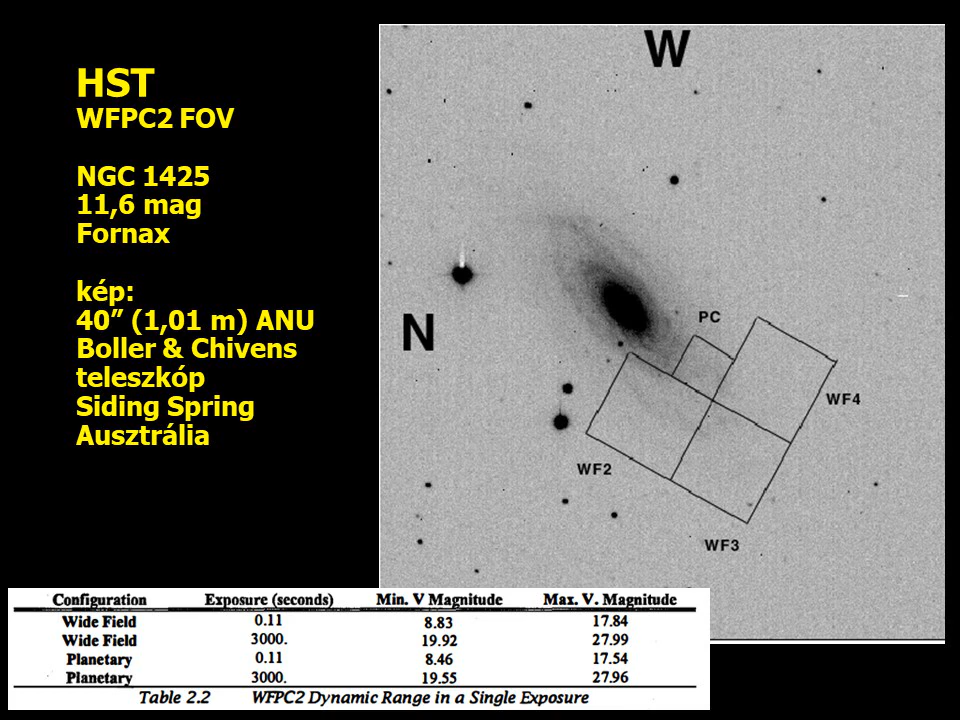 HST
WFPC2 FOV
NGC 1425
11,6 mag
Fornax
kép:
40” (1,01 m) ANU
Boller & Chivens
teleszkóp
Siding Spring
Ausztrália
W
N
PC
WF4
WF2
WF3
Configuration Exposure (seconds) Min. V Magnitude Max. V. Magnitude
Wide Field 0.11 8.83 17.84
Wide Field 3000. 19.92 27.99
Planetary 0.11 8.46 17.54
Planetary 3000. 19.55 27.96
Table 2.2 WFPC2 Dynamic Range in a Single Exposure